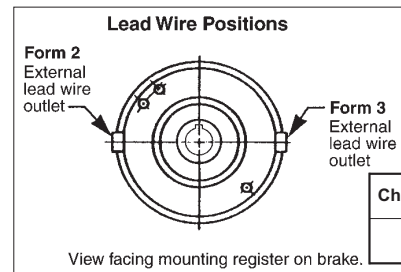 Lead Wire Positions
Form 2
External
lead wire
outlet
Form 3
External
lead wire
outlet
Ch
View facing mounting register on brake.